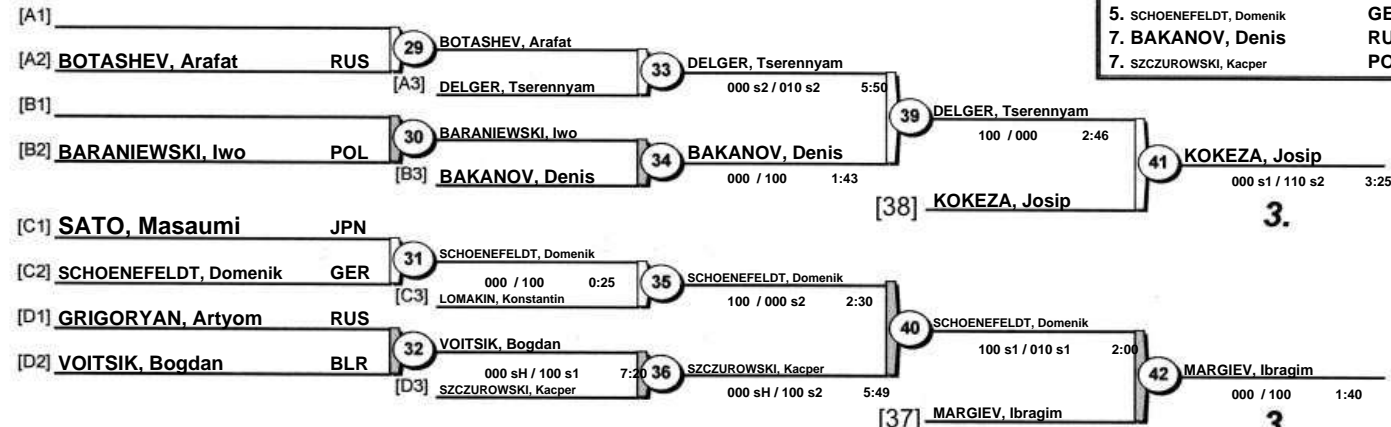 5. SCHOENEFELDT, Domenik GE
7. BAKANOV, Denis RU
7. SZCZUROWSKI, Kacper PO
[A1]
[A2] BOTASHEV, Arafat RUS
29
BOTASHEV, Arafat
[A3] DELGER, Tserennyam
33
DELGER, Tserennyam
000 s2 / 010 s2 5:50
[B1]
[B2] BARANIEWSKI, Iwo POL
30
BARANIEWSKI, Iwo
[B3] BAKANOV, Denis
34
BAKANOV, Denis
000 / 100 1:43
39
DELGER, Tserennyam
100 / 000 2:46
[38] KOKEZA, Josip
41
KOKEZA, Josip
000 s1 / 110 s2 3:25
3.
[C1] SATO, Masaumi JPN
[C2] SCHOENEFELDT, Domenik GER
31
SCHOENEFELDT, Domenik
000 / 100 0:25
[C3] LOMAKIN, Konstantin
35
SCHOENEFELDT, Domenik
100 / 000 s2 2:30
[D1] GRIGORYAN, Artyom RUS
[D2] VOITSIK, Bogdan BLR
32
VOITSIK, Bogdan
000 sH / 100 s1 7:20
[D3] SZCZUROWSKI, Kacper
36
SZCZUROWSKI, Kacper
000 sH / 100 s2 5:49
40
SCHOENEFELDT, Domenik
100 s1 / 010 s1 2:00
[37] MARGIEV, Ibragim
42
MARGIEV, Ibragim
000 / 100 1:40
3